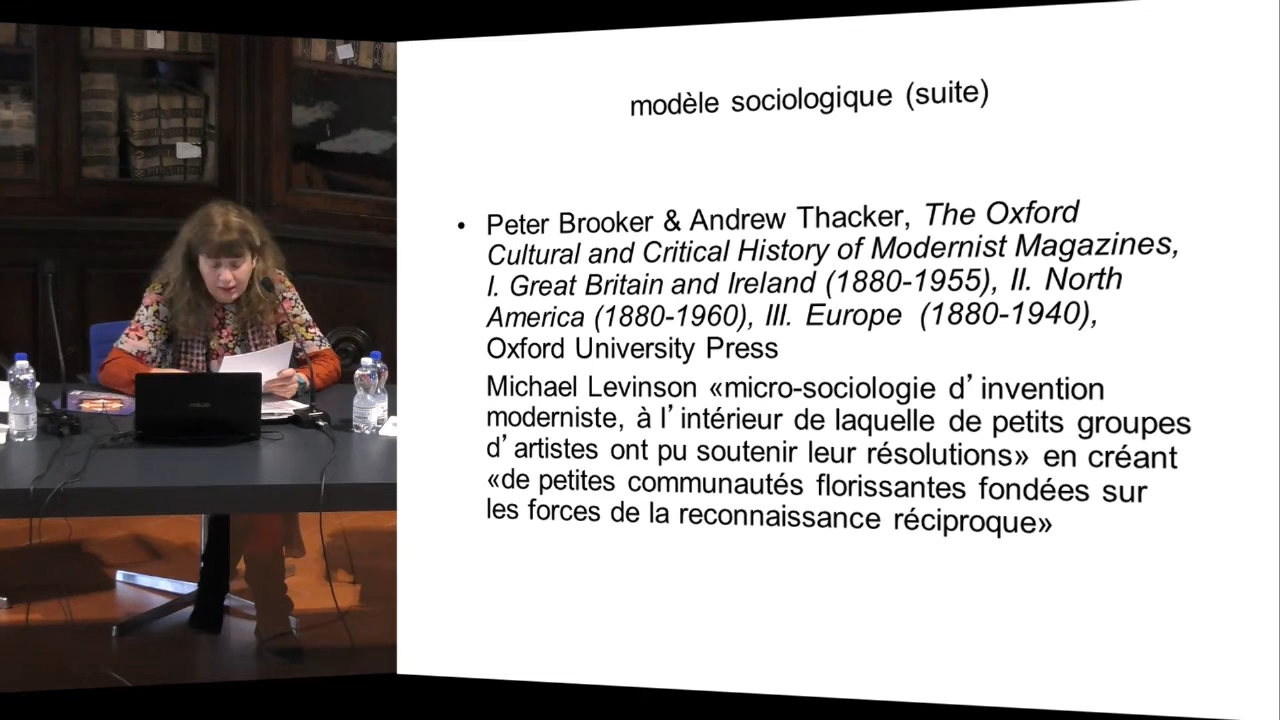 modèle sociologique (suite)
• Peter Brooker & Andrew Thacker, The Oxford
Cultural and Critical History of Modernist Magazines,
I. Great Britain and Ireland (1880-1955), II. North
America (1880-1960), III. Europe (1880-1940),
Oxford University Press
Michael Levinson «micro-sociologie d’invention
moderniste, à l’intérieur de laquelle de petits groupes
d’artistes ont pu soutenir leur résolutions» en créant
«de petites communautés florissantes fondées sur
les forces de la reconnaissance réciproque»